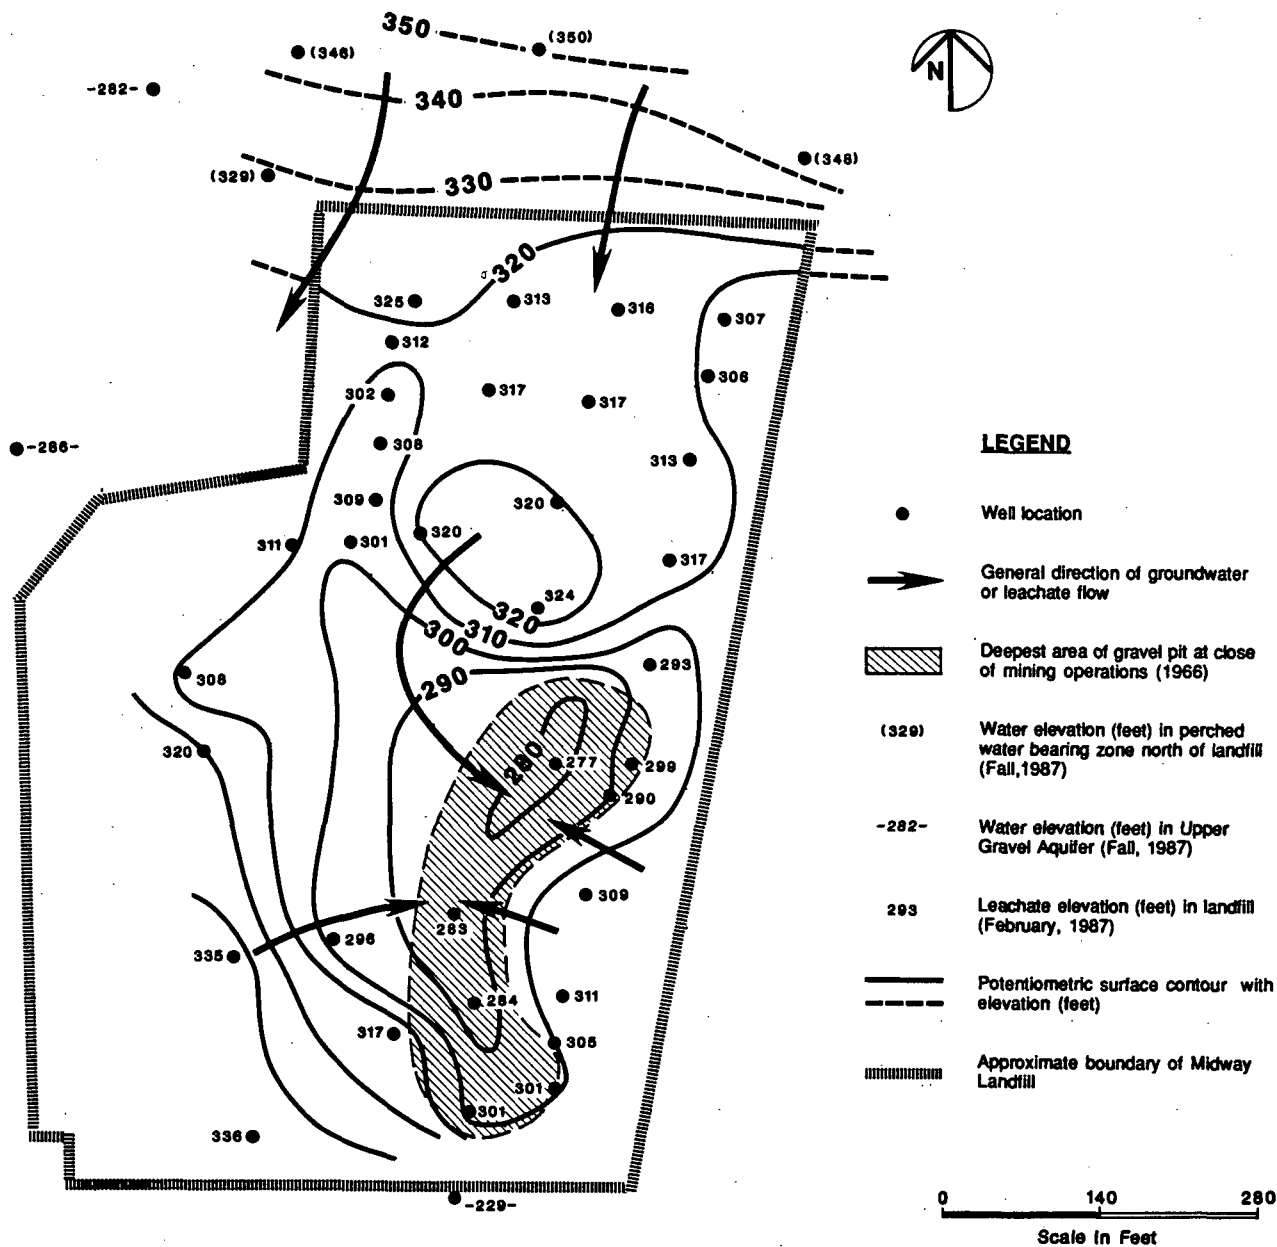 350
(350)
(346)
-282-
N
340
(348)
(329)
330
320
325
313
316
307
312
306
302
317
317
308
313
-286-
309
320
320
311
301
317
324
320
310
300
293
308
290
320
280
277
299
290
309
283
296
335
284
311
317
305
301
301
336
-229-
LEGEND
Well location
General direction of groundwater
or leachate flow
Deepest area of gravel pit at close
of mining operations (1966)
(329)
Water elevation (feet) in perched
water bearing zone north of landfill
(Fall,1987)
-282-
Water elevation (feet) in Upper
Gravel Aquifer (Fall, 1987)
293
Leachate elevation (feet) in landfill
(February, 1987)
Potentiometric surface contour with
elevation (feet)
Approximate boundary of Midway
Landfill
0 140 280
Scale in Feet